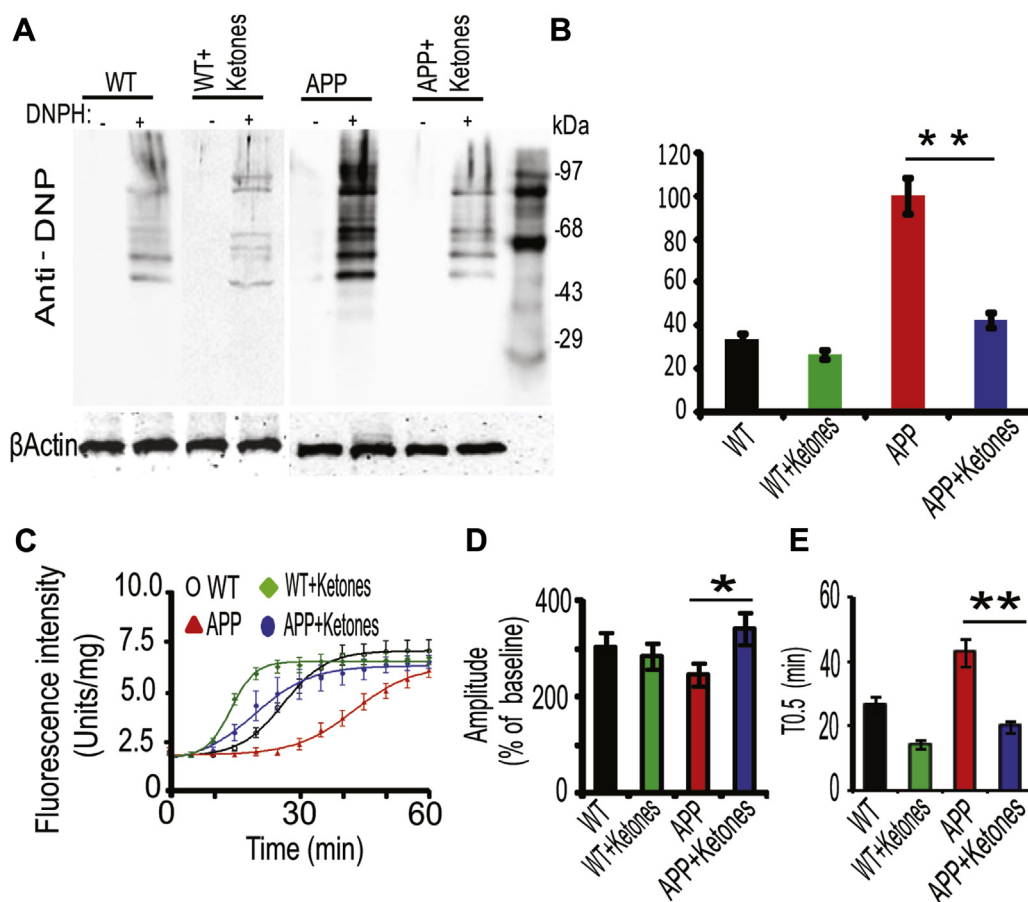 A
WT
WT+
Ketones
APP
APP+
Ketones
DNPH: - + - + - + - +
kDa
Anti - DNP
-97
-68
-43
-29
βActin
B
120
100
80
60
40
20
0
* *
WT
WT+Ketones
APP
APP+Ketones
C
Fluorescence intensity
(Units/mg)
10.0
7.5
5.0
2.5
0
WT
WT+Ketones
APP
APP+Ketones
0 30 60
Time (min)
D
Amplitude
(% of baseline)
400
200
0
*
WT
WT+Ketones
APP
APP+Ketones
E
T0.5 (min)
60
40
20
0
**
WT
WT+Ketones
APP
APP+Ketones